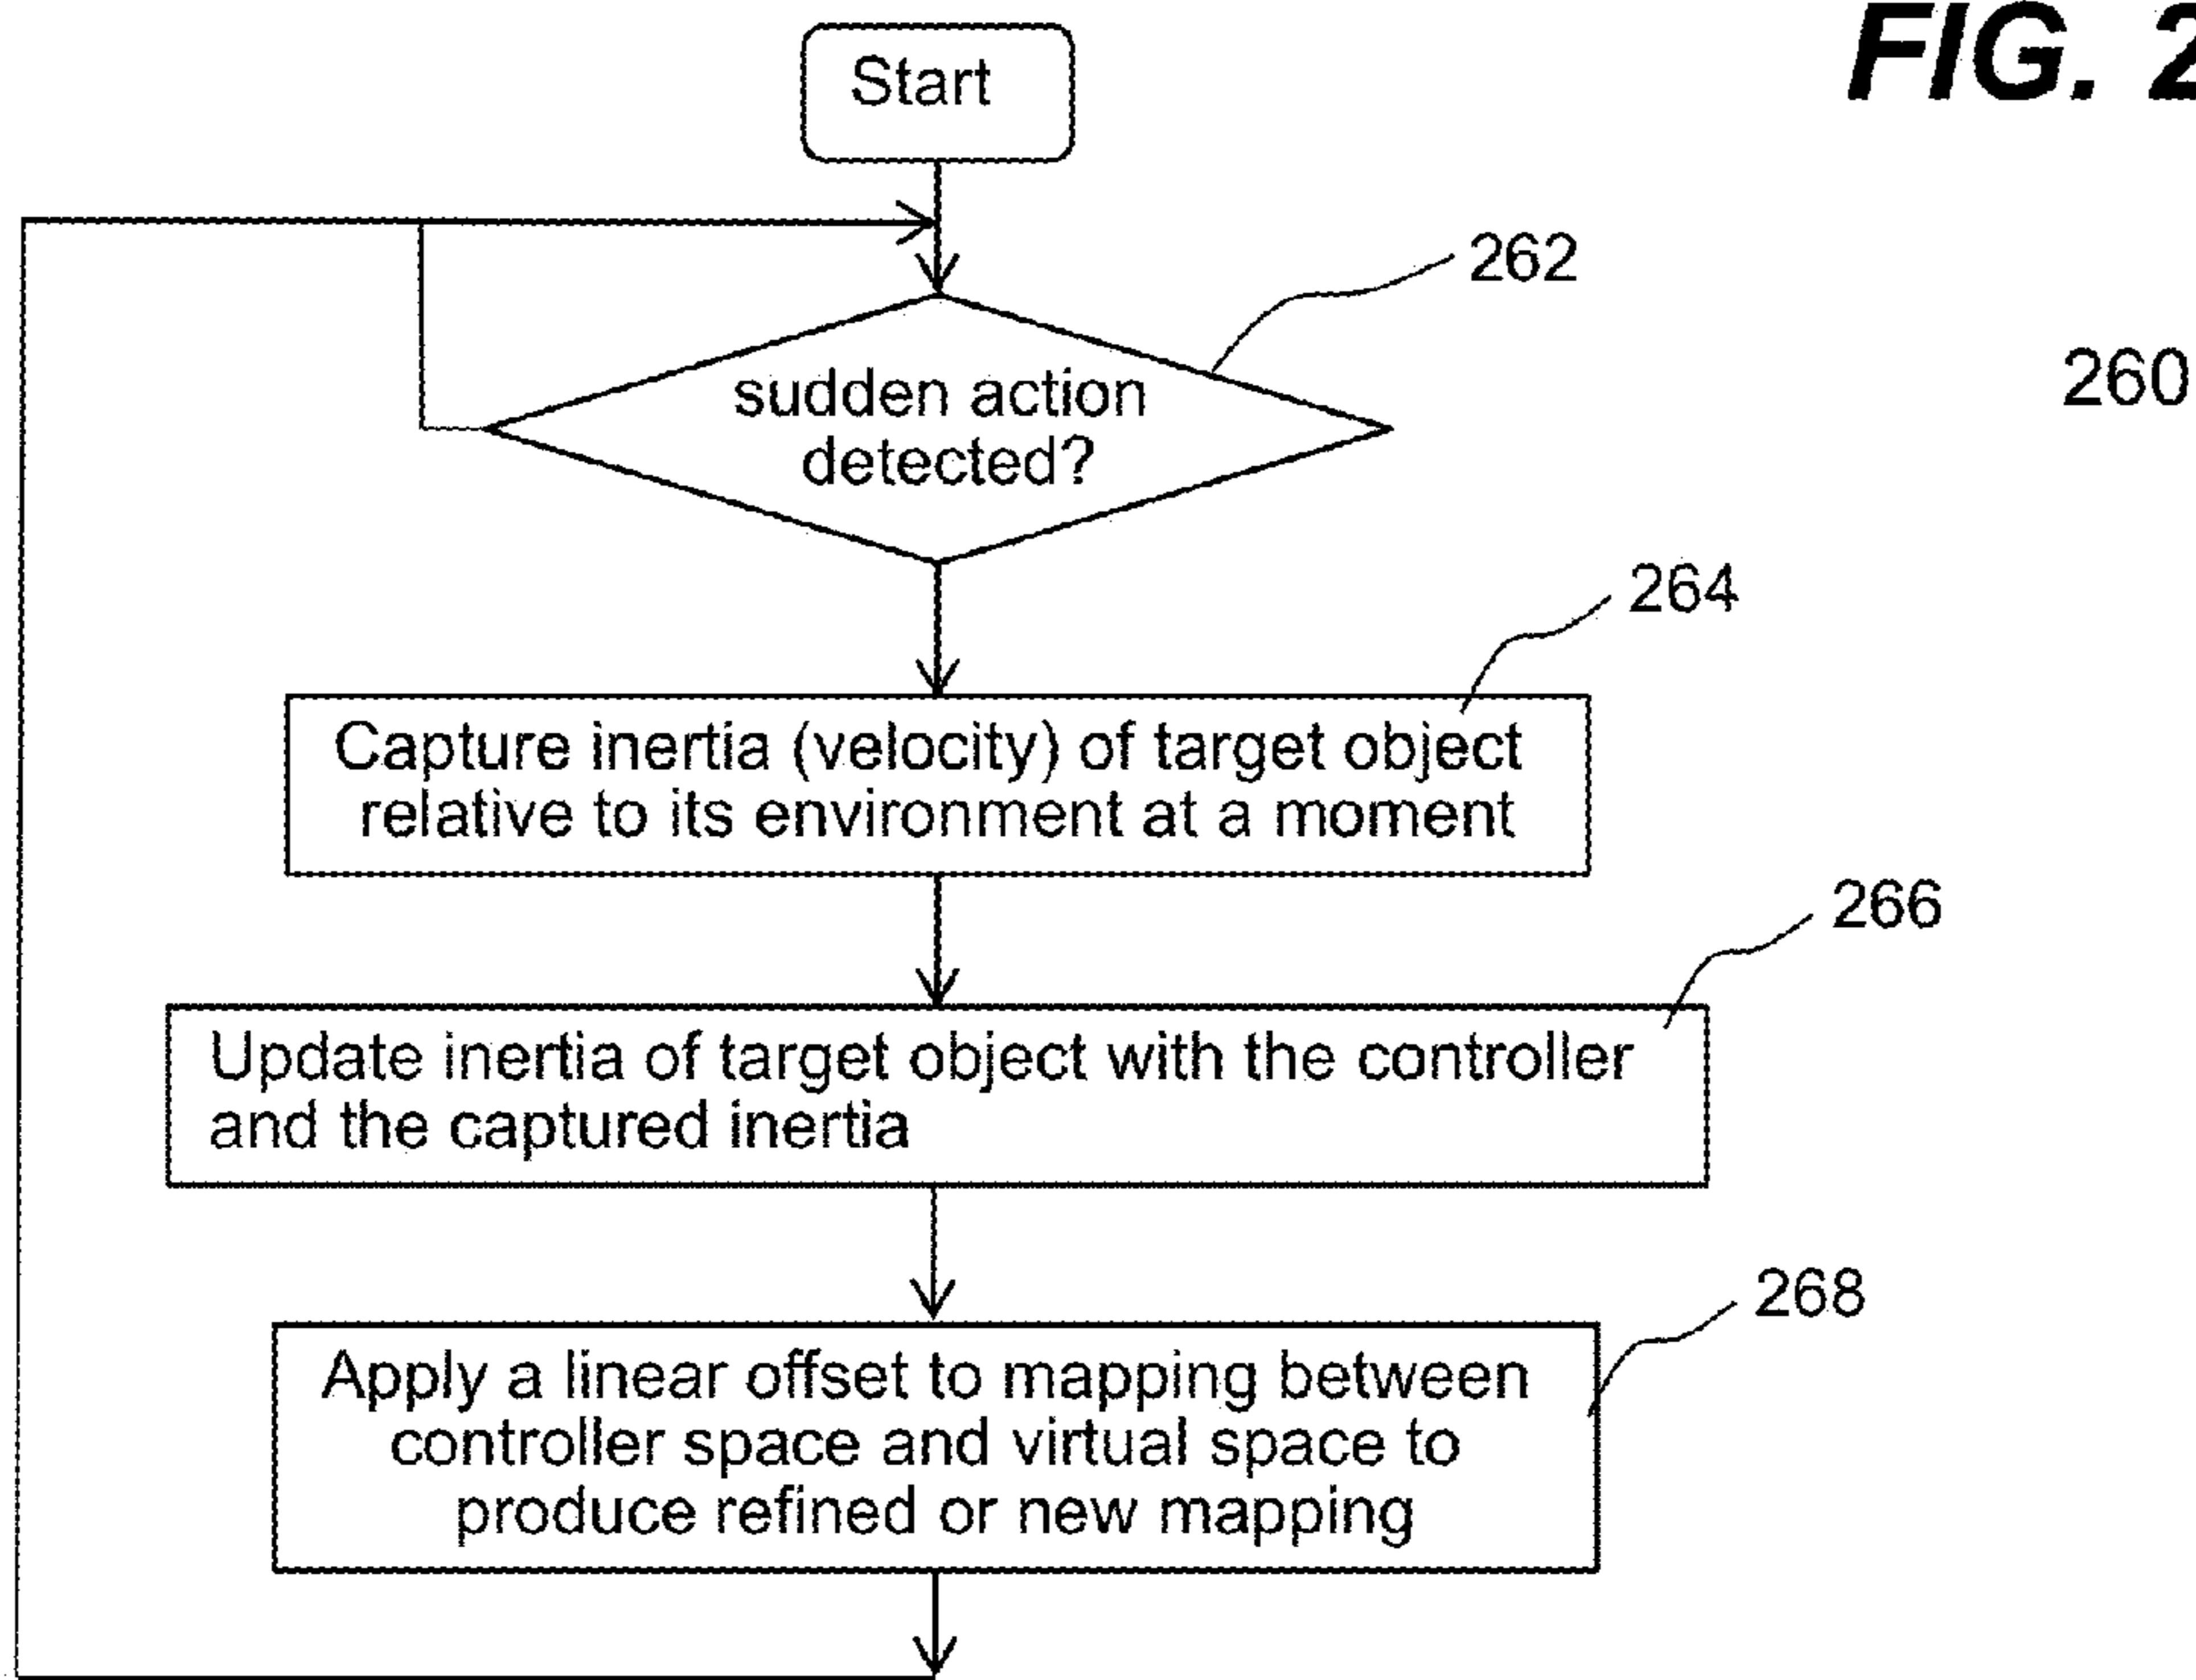 FIG. 2
Start
262
260
sudden action
detected?
264
Capture inertia (velocity) of target object
relative to its environment at a moment
266
Update inertia of target object with the controller
and the captured inertia
268
Apply a linear offset to mapping between
controller space and virtual space to
produce refined or new mapping